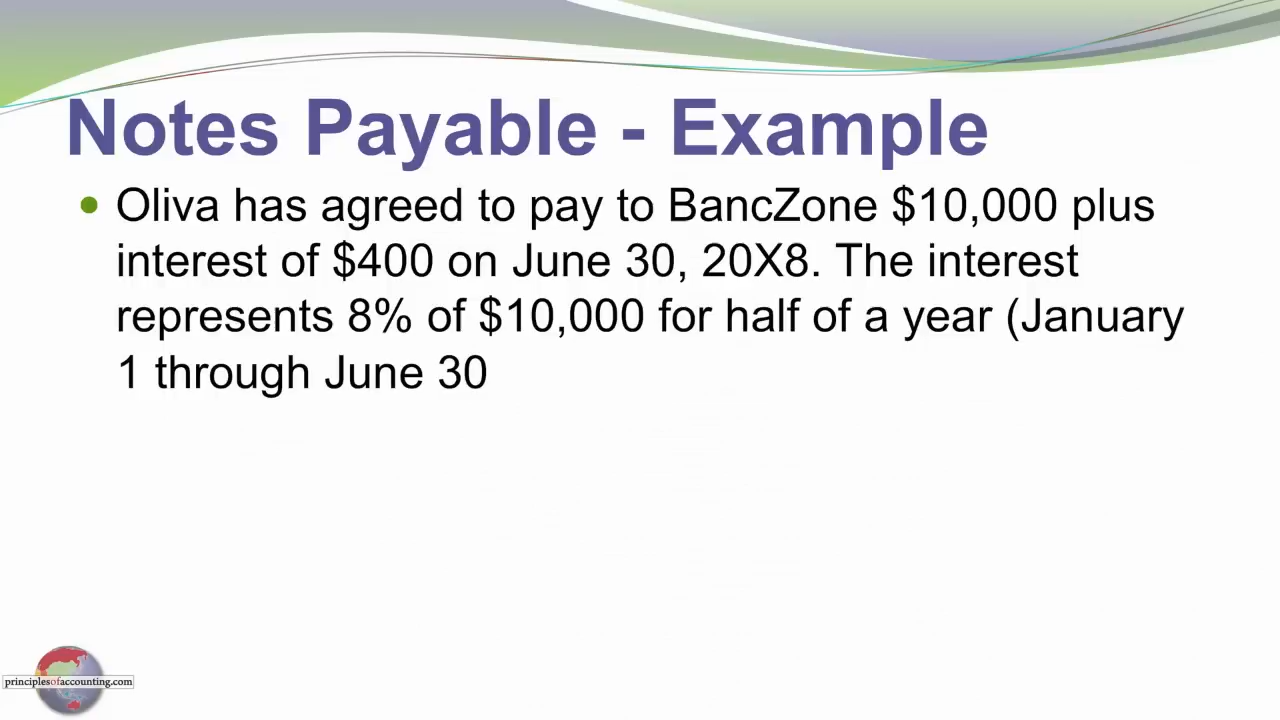 Notes Payable - Example
• Oliva has agreed to pay to BancZone $10,000 plus
interest of $400 on June 30, 20X8. The interest
represents 8% of $10,000 for half of a year (January
1 through June 30
principlesofaccounting.com